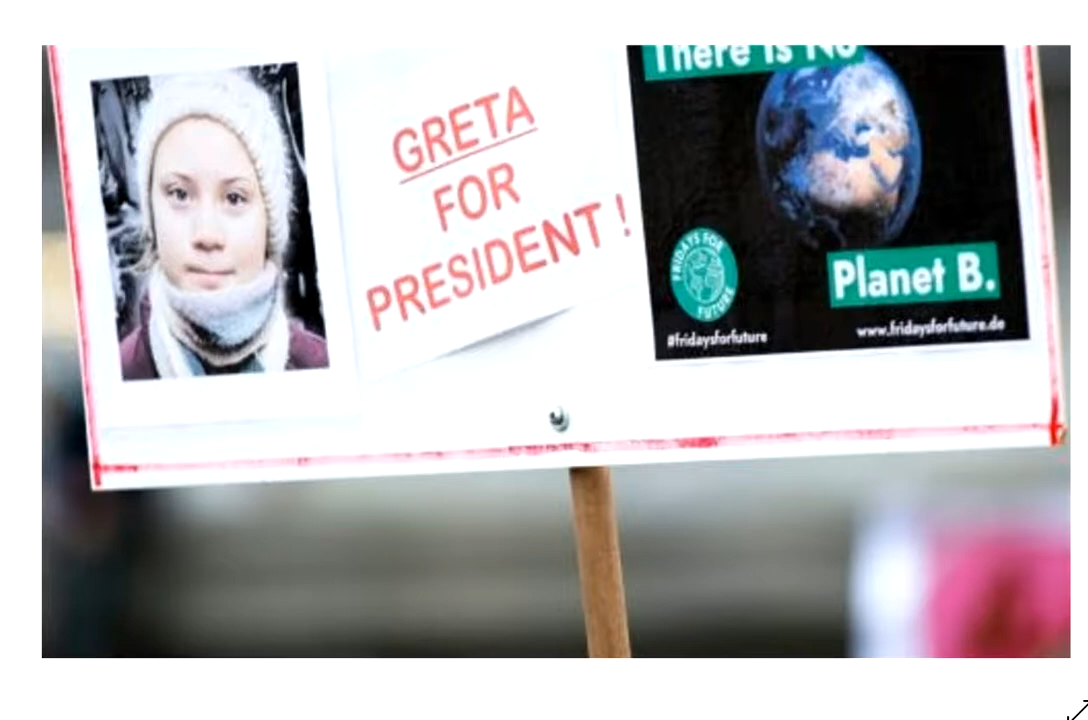 GRETA
FOR
PRESIDENT !
There is No
Planet B.
FRIDAYS FOR
FUTURE
#fridaysforfuture
www.fridaysforfuture.de